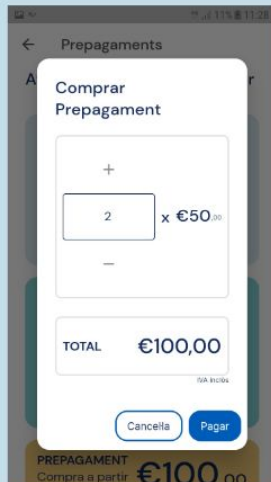 11% 11:28
← Prepagaments
Comprar
Prepagament
+
2 x €50,00
–
TOTAL €100,00
IVA inclòs
Cancel·la Pagar
PREPAGAMENT
Compra a partir €100,00